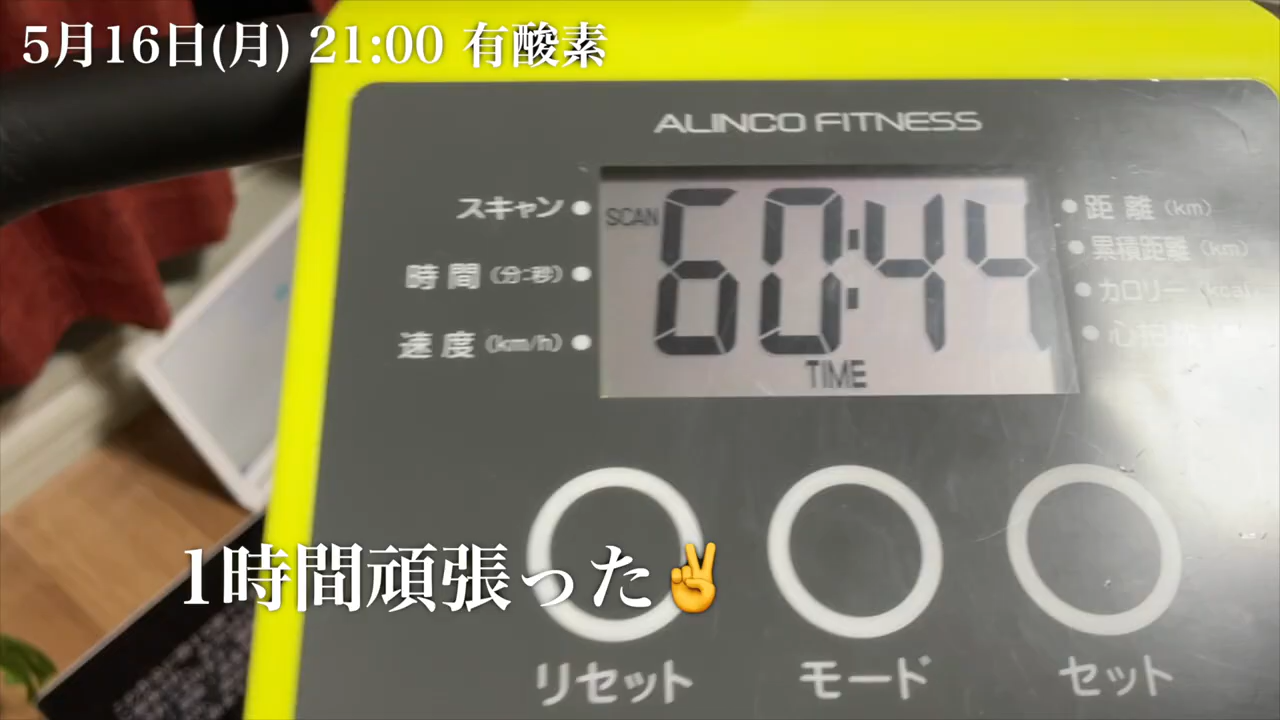 5月16日(月) 21:00 有酸素
ALINCO FITNESS
スキャン
時間 (分:秒)
速度 (km/h)
SCAN
60:44
TIME
距離 (km)
累積距離 (km)
カロリー (kcal)
1時間頑張った✌
リセット
モード
セット